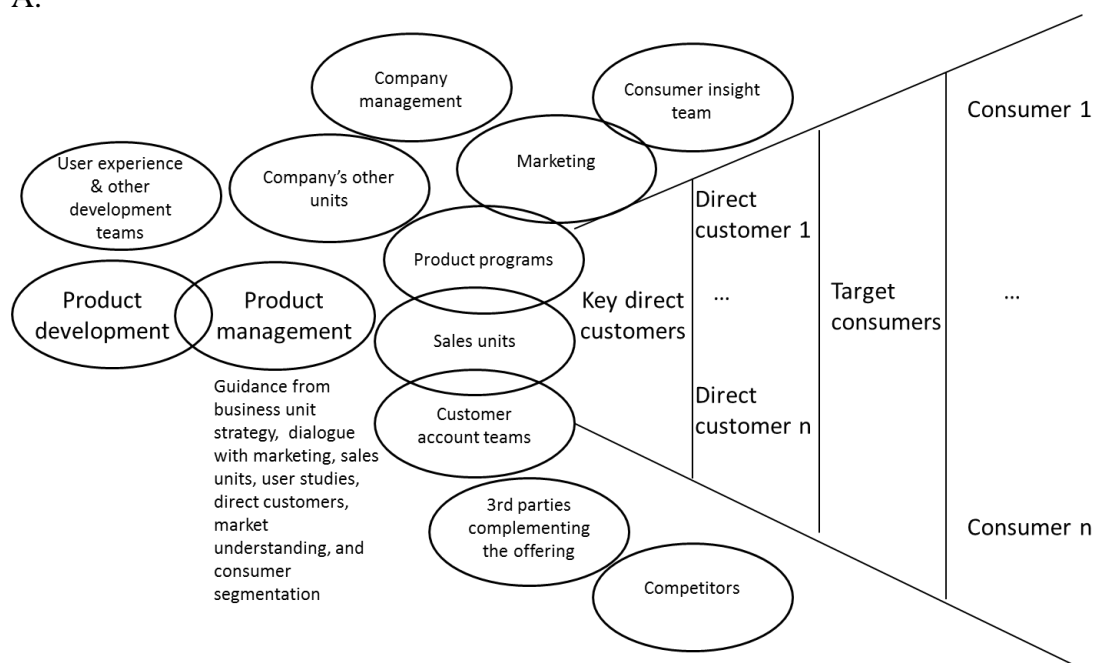 A.
Company
management
Consumer insight
team
Consumer 1
User experience
& other
development
teams
Company's other
units
Marketing
Direct
customer 1
Product programs
Product
development
Product
management
Key direct
customers
...
Target
consumers
...
Sales units
Guidance from
business unit
strategy, dialogue
with marketing, sales
units, user studies,
direct customers,
market
understanding, and
consumer
segmentation
Customer
account teams
Direct
customer n
3rd parties
complementing
the offering
Consumer n
Competitors